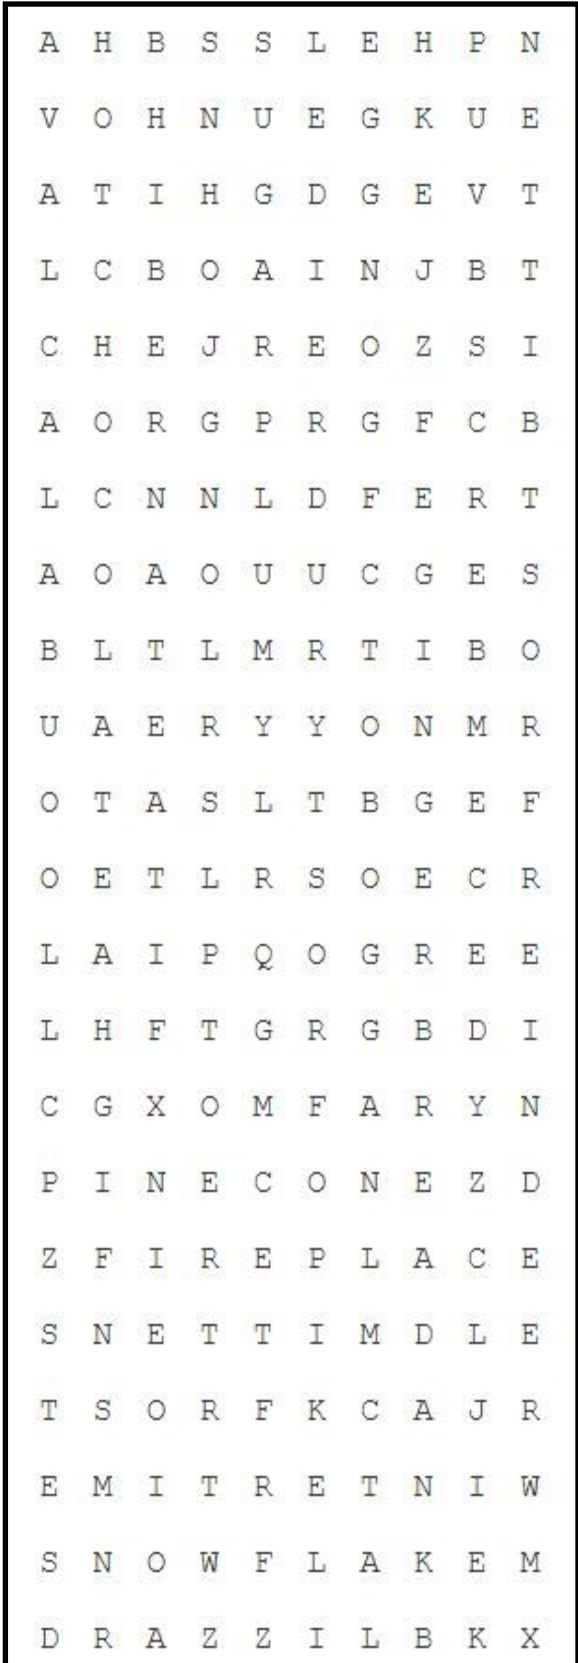 A H B S S L E H P N
V O H N U E G K U E
A T I H G D G E V T
L C B O A I N J B T
C H E J R E O Z S I
A O R G P R G F C B
L C N N L D F E R T
A O A O U U C G E S
B L T L M R T I B O
U A E R Y Y O N M R
O T A S L T B G E F
O E T L R S O E C R
L A I P Q O G R E E
L H F T G R G B D I
C G X O M F A R Y N
P I N E C O N E Z D
Z F I R E P L A C E
S N E T T I M D L E
T S O R F K C A J R
E M I T R E T N I W
S N O W F L A K E M
D R A Z Z I L B K X